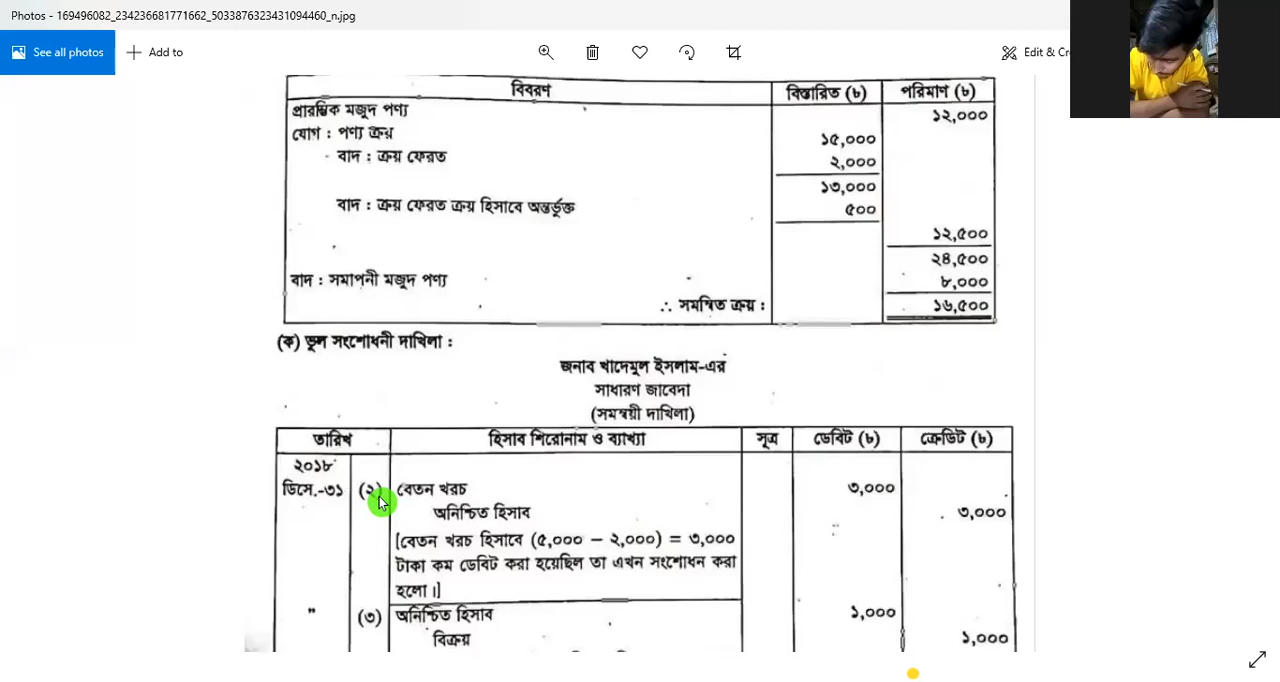 Photos - 169496082_234236681771662_5033876323431094460_n.jpg
See all photos
Add to
Edit & Cr
বিবরণ বিস্তারিত (৳) পরিমাণ (৳)
প্রারম্ভিক মজুদ পণ্য ১২,০০০
যোগ : পণ্য ক্রয় ১৫,০০০
বাদ : ক্রয় ফেরত ২,০০০
১৩,০০০
বাদ : ক্রয় ফেরত ক্রয় হিসাবে অন্তর্ভুক্ত ৫০০
১২,৫০০
২৪,৫০০
বাদ : সমাপনী মজুদ পণ্য ৮,০০০
∴ সমন্বিত ক্রয় : ১৬,৫০০
(ক) ভুল সংশোধনী দাখিলা :
জনাব খাদেমুল ইসলাম-এর
সাধারণ জাবেদা
(সমন্বয়ী দাখিলা)
তারিখ হিসাব শিরোনাম ও ব্যাখ্যা সূত্র ডেবিট (৳) ক্রেডিট (৳)
২০১৮
ডিসে.-৩১ (২) বেতন খরচ ৩,০০০
অনিশ্চিত হিসাব ৩,০০০
[বেতন খরচ হিসাবে (৫,০০০ – ২,০০০) = ৩,০০০
টাকা কম ডেবিট করা হয়েছিল তা এখন সংশোধন করা
হলো।]
" (৩) অনিশ্চিত হিসাব ১,০০০
বিক্রয় ১,০০০